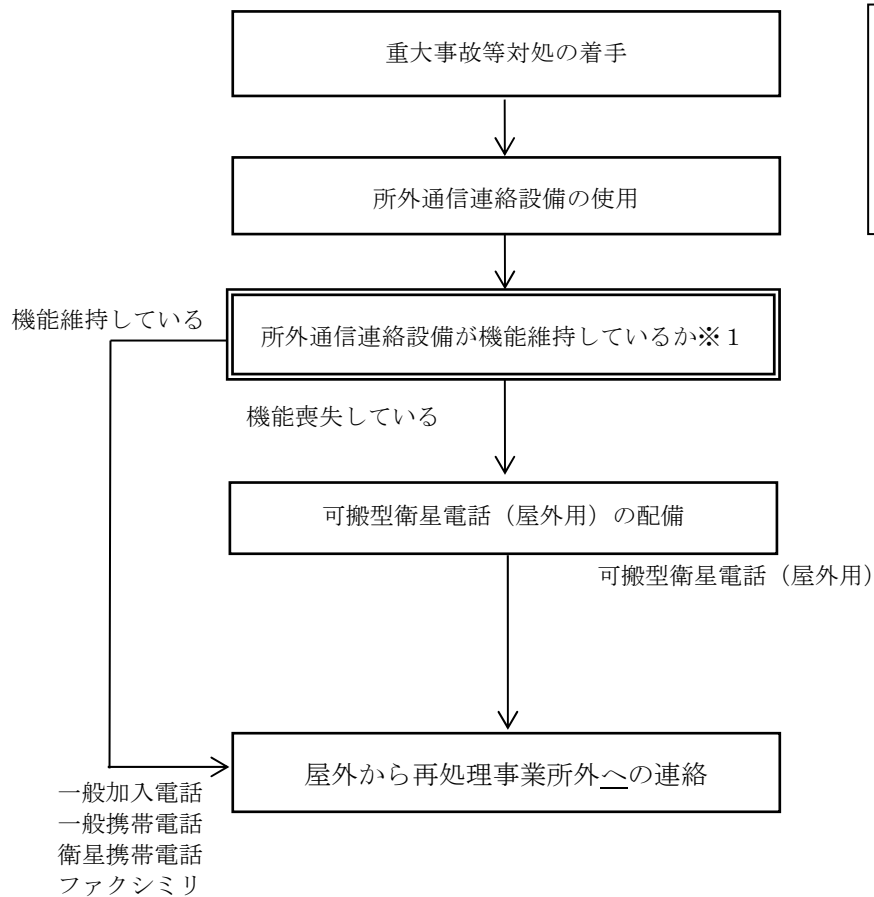 重大事故等対処の着手
所外通信連絡設備の使用
機能維持している
所外通信連絡設備が機能維持しているか※１
機能喪失している
可搬型衛星電話（屋外用）の配備
可搬型衛星電話（屋外用）
屋外から再処理事業所外への連絡
一般加入電話
一般携帯電話
衛星携帯電話
ファクシミリ